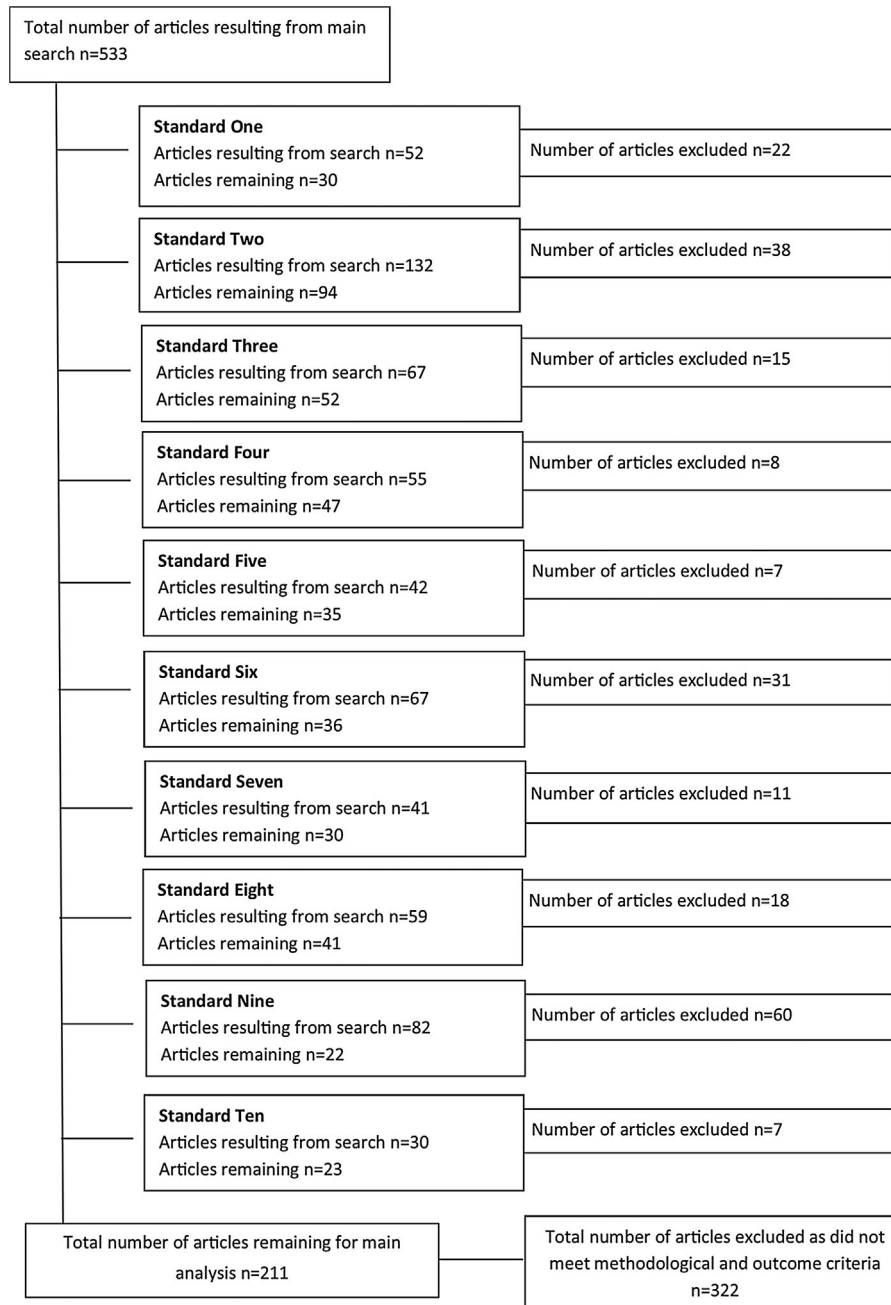 Total number of articles resulting from main
search n=533
Standard One
Articles resulting from search n=52
Articles remaining n=30
Number of articles excluded n=22
Standard Two
Articles resulting from search n=132
Articles remaining n=94
Number of articles excluded n=38
Standard Three
Articles resulting from search n=67
Articles remaining n=52
Number of articles excluded n=15
Standard Four
Articles resulting from search n=55
Articles remaining n=47
Number of articles excluded n=8
Standard Five
Articles resulting from search n=42
Articles remaining n=35
Number of articles excluded n=7
Standard Six
Articles resulting from search n=67
Articles remaining n=36
Number of articles excluded n=31
Standard Seven
Articles resulting from search n=41
Articles remaining n=30
Number of articles excluded n=11
Standard Eight
Articles resulting from search n=59
Articles remaining n=41
Number of articles excluded n=18
Standard Nine
Articles resulting from search n=82
Articles remaining n=22
Number of articles excluded n=60
Standard Ten
Articles resulting from search n=30
Articles remaining n=23
Number of articles excluded n=7
Total number of articles remaining for main
analysis n=211
Total number of articles excluded as did not
meet methodological and outcome criteria
n=322